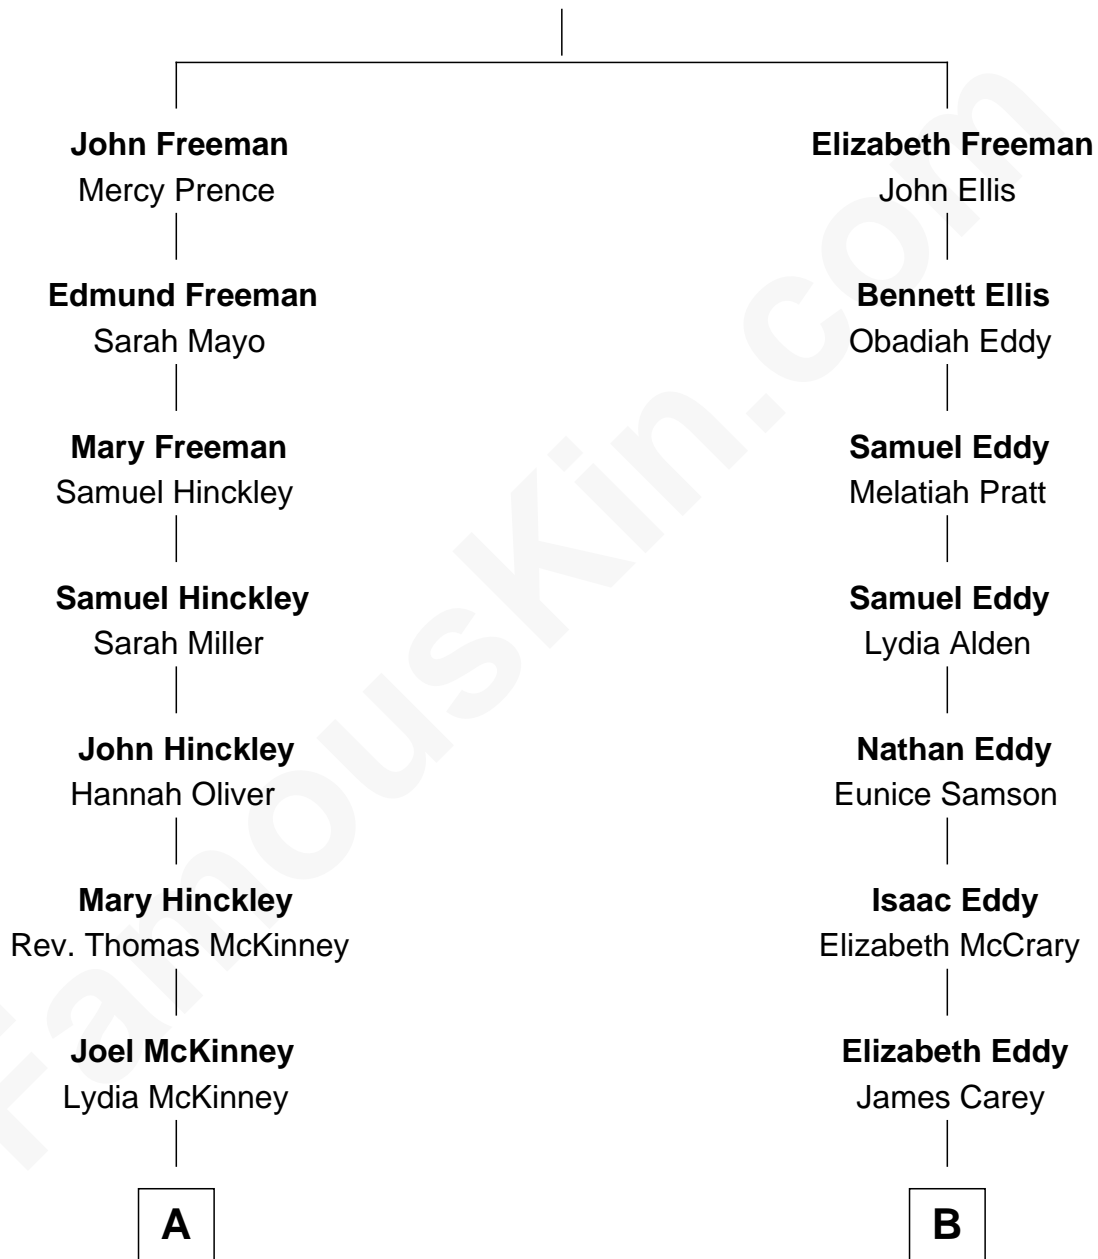 John Freeman
Mercy Prence
Edmund Freeman
Sarah Mayo
Mary Freeman
Samuel Hinckley
Samuel Hinckley
Sarah Miller
John Hinckley
Hannah Oliver
Mary Hinckley
Rev. Thomas McKinney
Joel McKinney
Lydia McKinney
A
Elizabeth Freeman
John Ellis
Bennett Ellis
Obadiah Eddy
Samuel Eddy
Melatiah Pratt
Samuel Eddy
Lydia Alden
Nathan Eddy
Eunice Samson
Isaac Eddy
Elizabeth McCrary
Elizabeth Eddy
James Carey
B
FamousKin.com